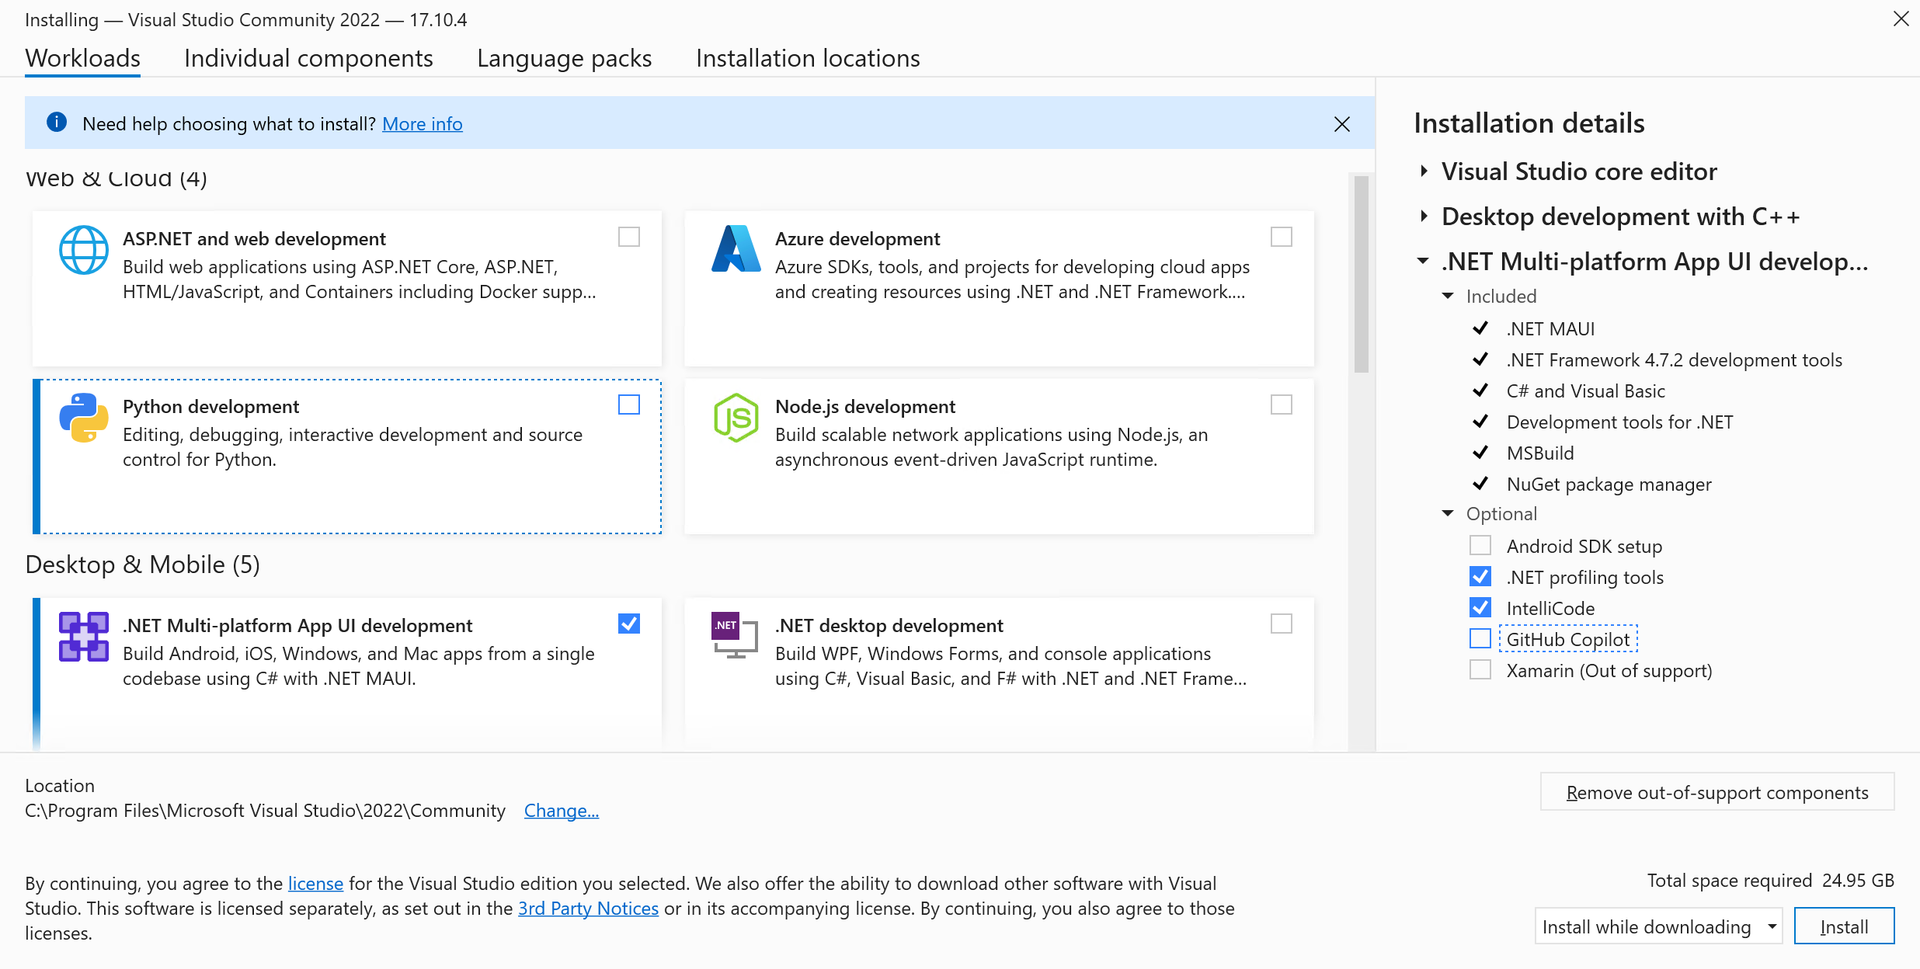 Installing — Visual Studio Community 2022 — 17.10.4
Workloads
Individual components
Language packs
Installation locations
Need help choosing what to install? More info
Web & Cloud (4)
ASP.NET and web development
Build web applications using ASP.NET Core, ASP.NET,
HTML/JavaScript, and Containers including Docker supp...
Azure development
Azure SDKs, tools, and projects for developing cloud apps
and creating resources using .NET and .NET Framework....
Python development
Editing, debugging, interactive development and source
control for Python.
JS
Node.js development
Build scalable network applications using Node.js, an
asynchronous event-driven JavaScript runtime.
Desktop & Mobile (5)
.NET Multi-platform App UI development
Build Android, iOS, Windows, and Mac apps from a single
codebase using C# with .NET MAUI.
.NET
.NET desktop development
Build WPF, Windows Forms, and console applications
using C#, Visual Basic, and F# with .NET and .NET Frame...
Installation details
Visual Studio core editor
Desktop development with C++
.NET Multi-platform App UI develop...
Included
.NET MAUI
.NET Framework 4.7.2 development tools
C# and Visual Basic
Development tools for .NET
MSBuild
NuGet package manager
Optional
Android SDK setup
.NET profiling tools
IntelliCode
GitHub Copilot
Xamarin (Out of support)
Location
C:\Program Files\Microsoft Visual Studio\2022\Community Change...
Remove out-of-support components
By continuing, you agree to the license for the Visual Studio edition you selected. We also offer the ability to download other software with Visual
Studio. This software is licensed separately, as set out in the 3rd Party Notices or in its accompanying license. By continuing, you also agree to those
licenses.
Total space required 24.95 GB
Install while downloading
Install